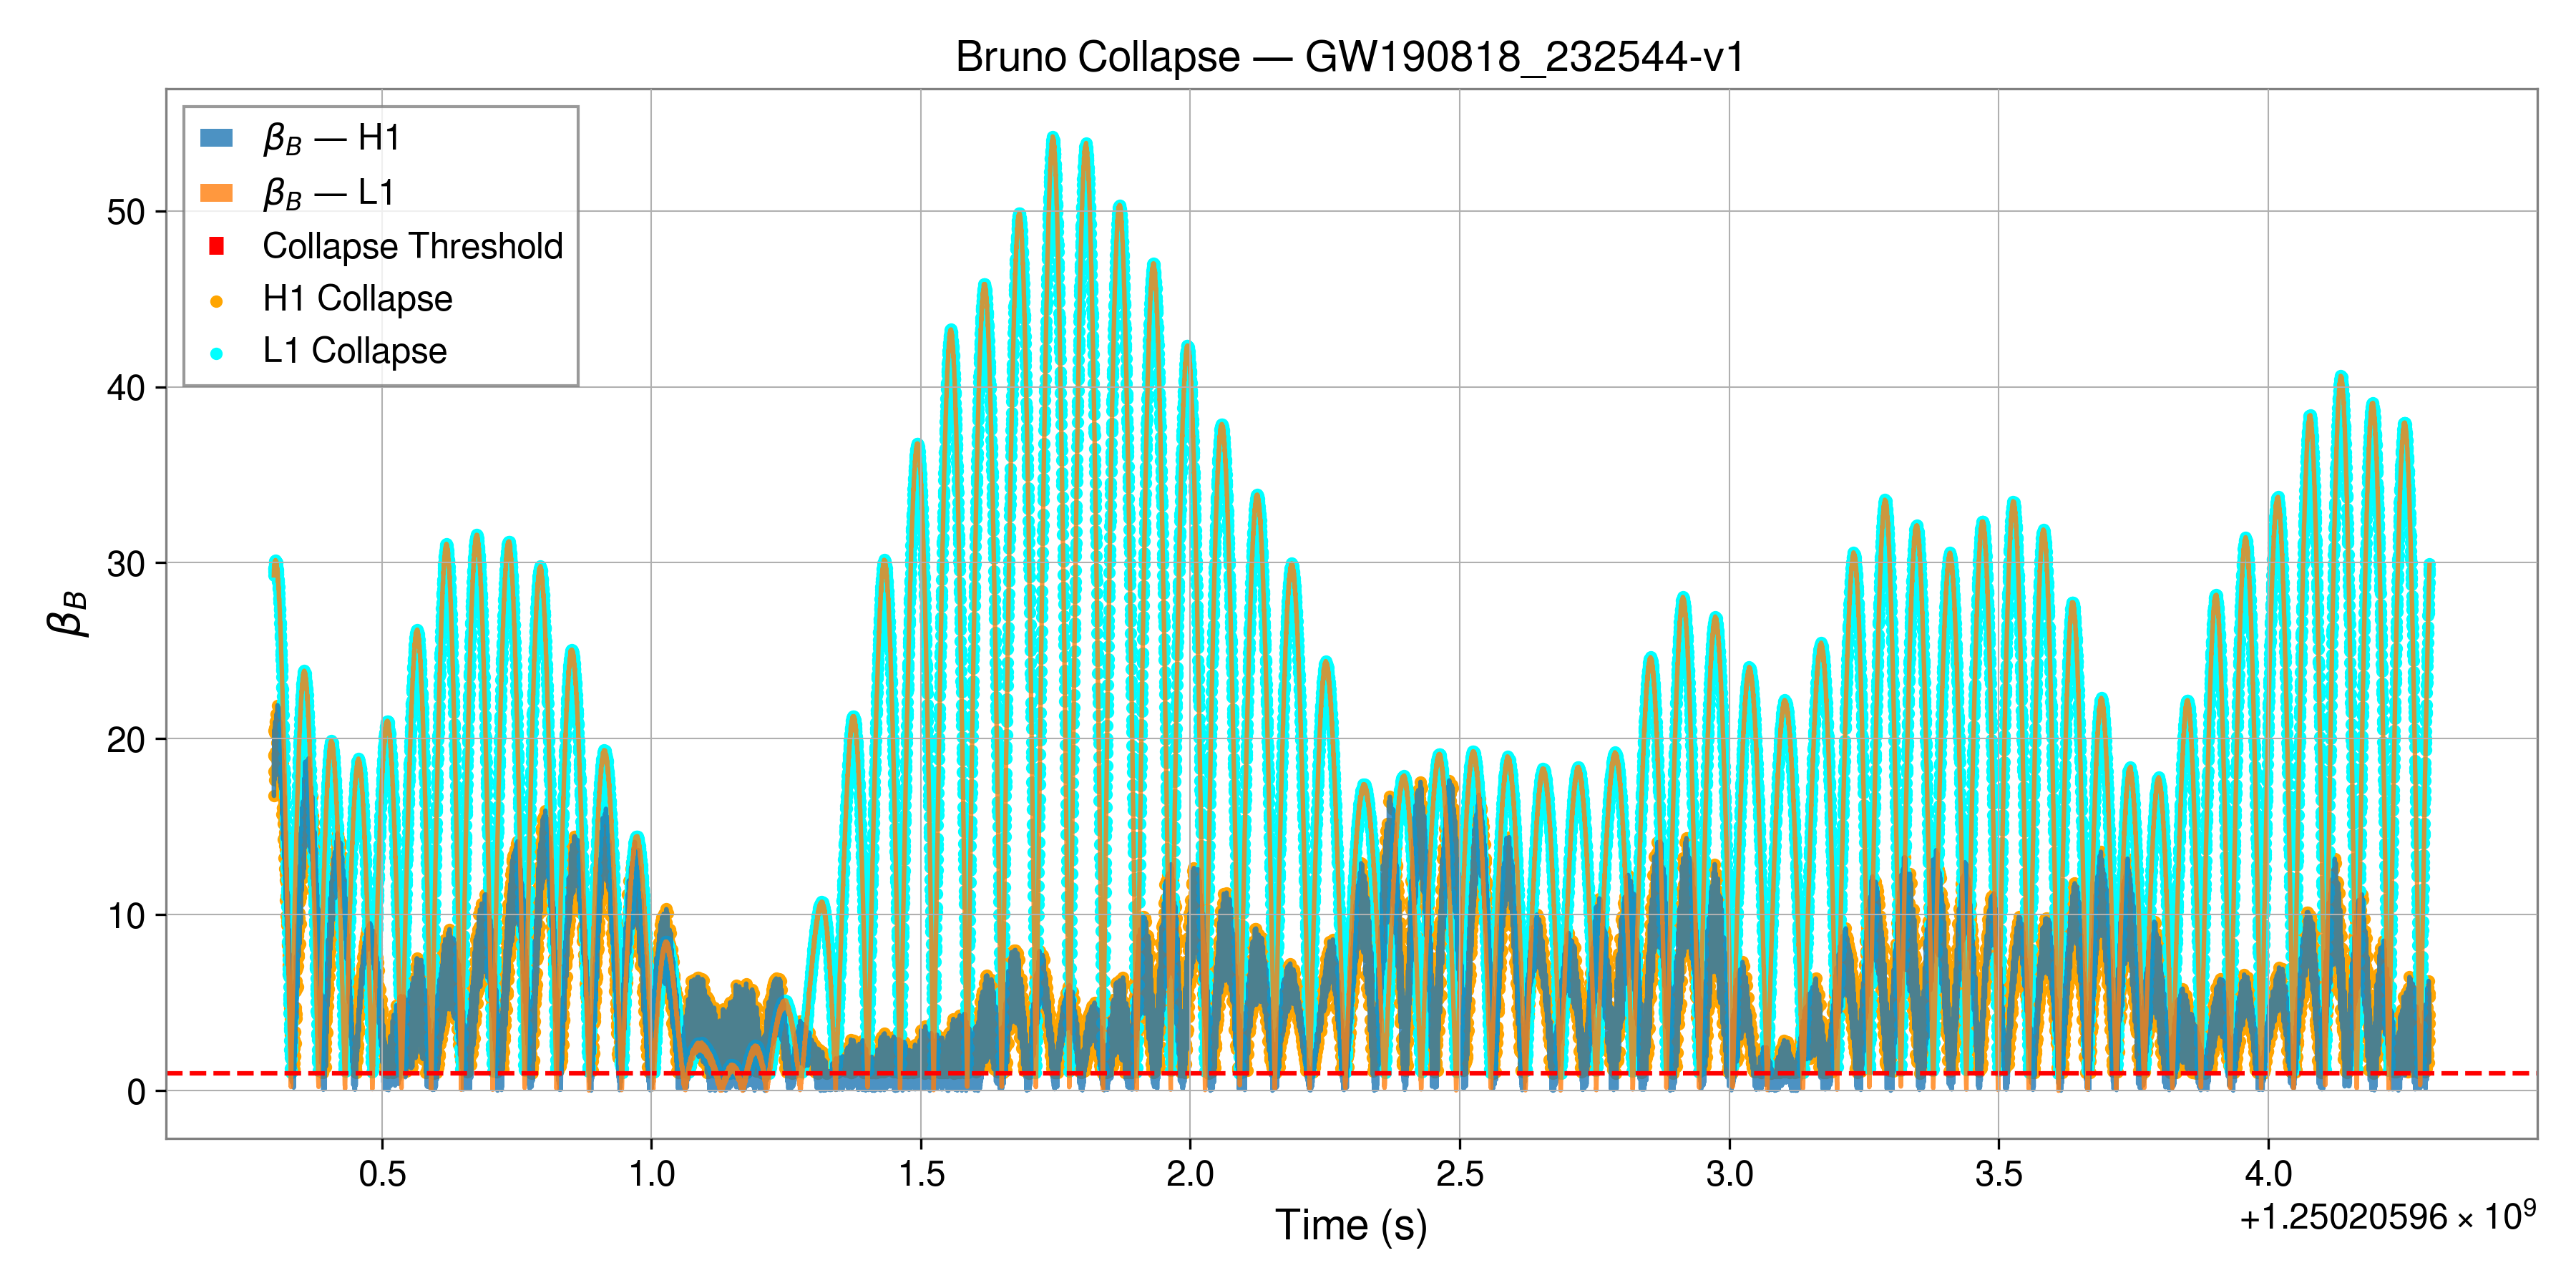 Bruno Collapse — GW190818_232544-v1
β_B — H1
β_B — L1
Collapse Threshold
H1 Collapse
L1 Collapse
β_B
50
40
30
20
10
0
0.5 1.0 1.5 2.0 2.5 3.0 3.5 4.0
+1.25020596 × 10⁹
Time (s)